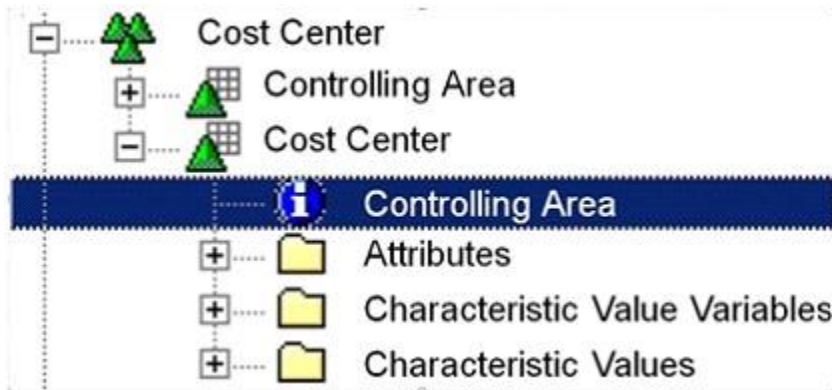 Cost Center
Controlling Area
Cost Center
Controlling Area
Attributes
Characteristic Value Variables
Characteristic Values